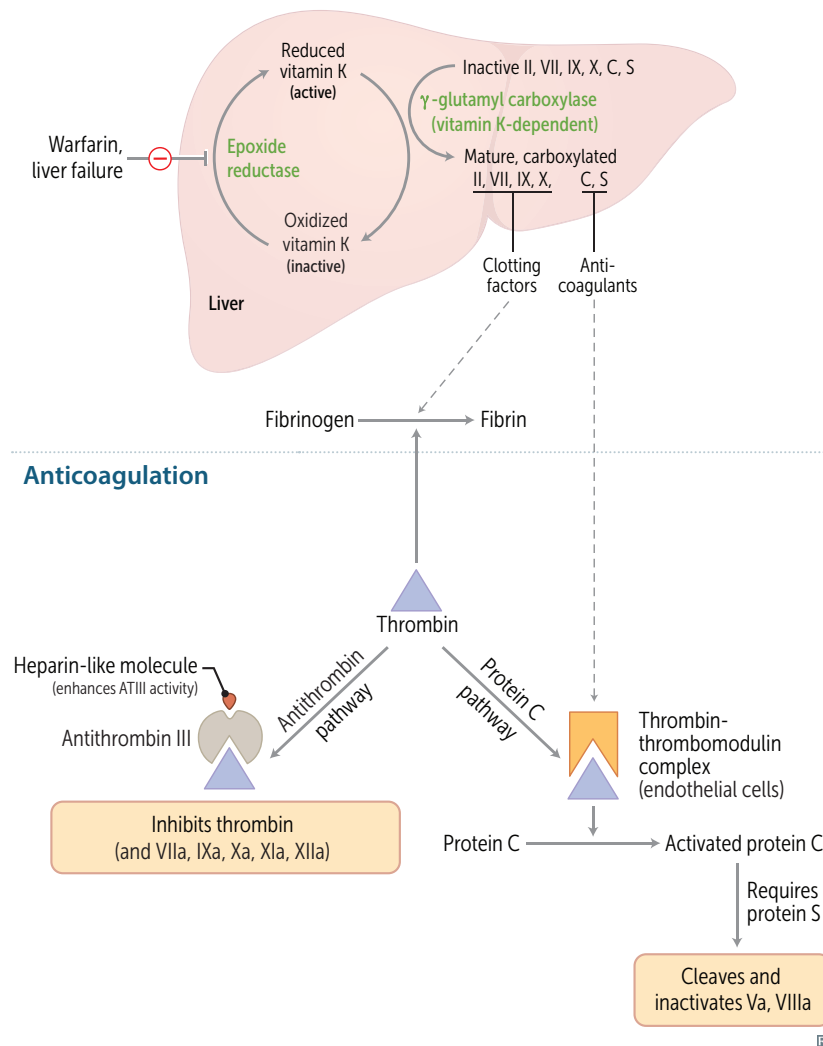 Reduced
vitamin K
(active)
Inactive II, VII, IX, X, C, S
γ-glutamyl carboxylase
(vitamin K-dependent)
Warfarin,
liver failure
Epoxide
reductase
Mature, carboxylated
II, VII, IX, X,
C, S
Oxidized
vitamin K
(inactive)
Clotting
factors
Anti-
coagulants
Liver
Fibrinogen
Fibrin
Anticoagulation
Thrombin
Heparin-like molecule
(enhances ATIII activity)
Antithrombin III
Antithrombin
pathway
Protein C
pathway
Thrombin-
thrombomodulin
complex
(endothelial cells)
Inhibits thrombin
(and VIIa, IXa, Xa, XIa, XIIa)
Protein C
Activated protein C
Requires
protein S
Cleaves and
inactivates Va, VIIIa